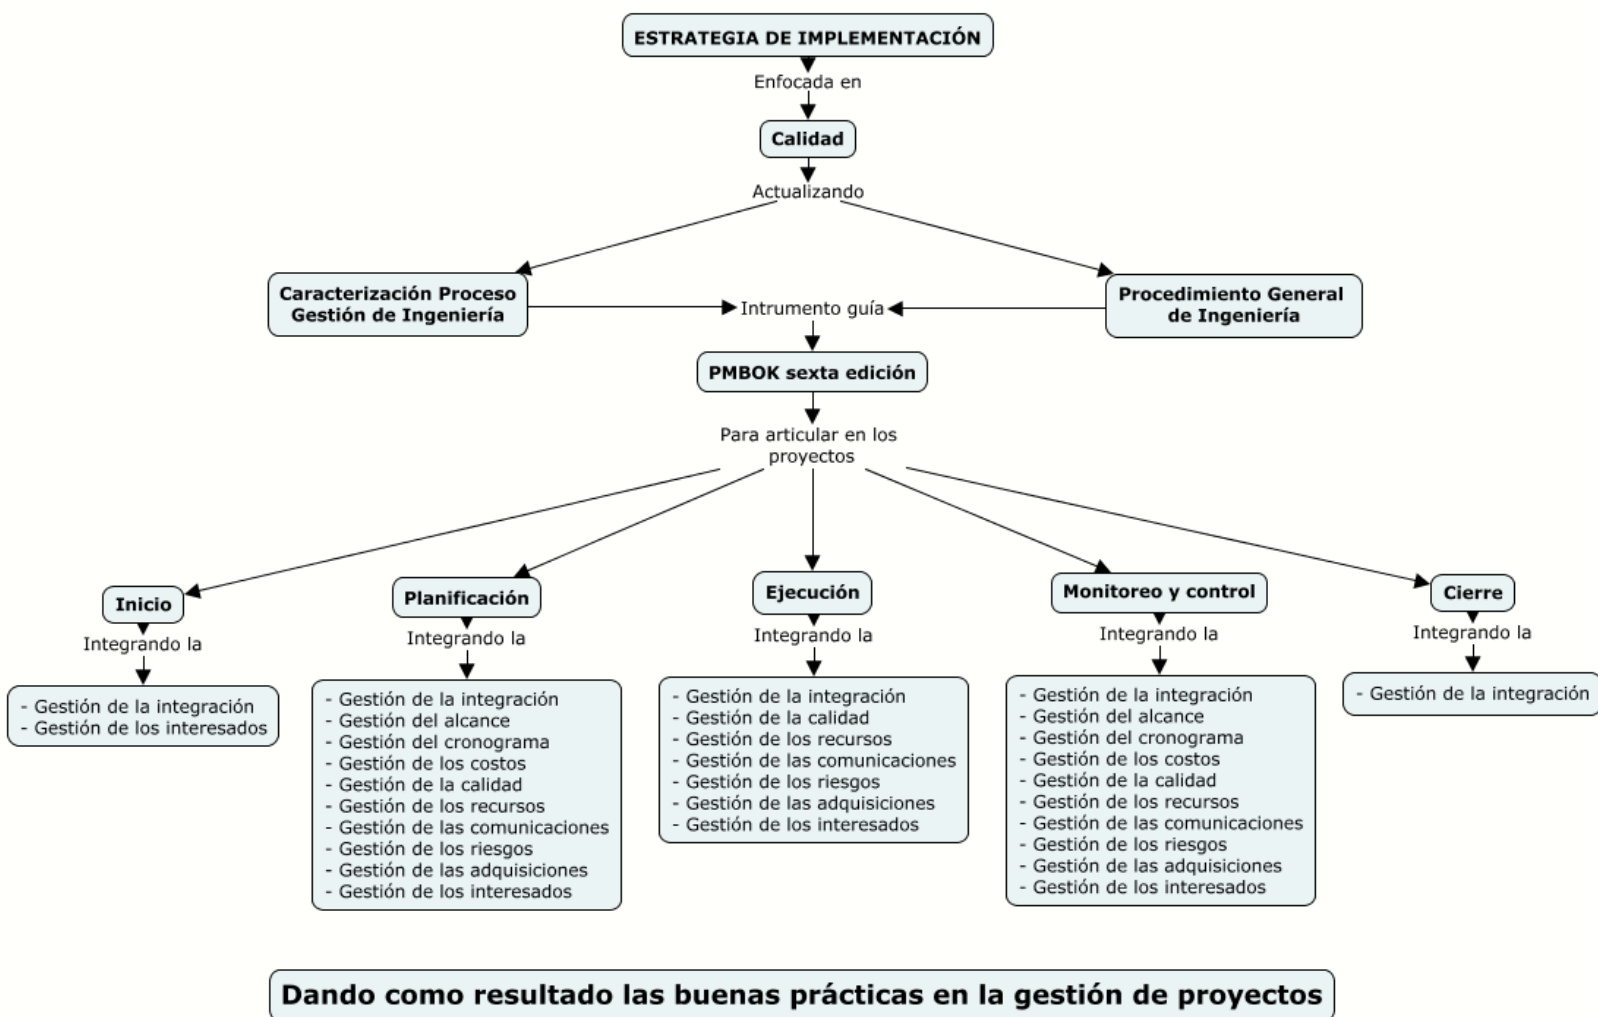 ESTRATEGIA DE IMPLEMENTACIÓN
Enfocada en
Calidad
Actualizando
Caracterización Proceso
Gestión de Ingeniería
Intrumento guía
Procedimiento General
de Ingeniería
PMBOK sexta edición
Para articular en los
proyectos
Inicio
Integrando la
- Gestión de la integración
- Gestión de los interesados
Planificación
Integrando la
- Gestión de la integración
- Gestión del alcance
- Gestión del cronograma
- Gestión de los costos
- Gestión de la calidad
- Gestión de los recursos
- Gestión de las comunicaciones
- Gestión de los riesgos
- Gestión de las adquisiciones
- Gestión de los interesados
Ejecución
Integrando la
- Gestión de la integración
- Gestión de la calidad
- Gestión de los recursos
- Gestión de las comunicaciones
- Gestión de los riesgos
- Gestión de las adquisiciones
- Gestión de los interesados
Monitoreo y control
Integrando la
- Gestión de la integración
- Gestión del alcance
- Gestión del cronograma
- Gestión de los costos
- Gestión de la calidad
- Gestión de los recursos
- Gestión de las comunicaciones
- Gestión de los riesgos
- Gestión de las adquisiciones
- Gestión de los interesados
Cierre
Integrando la
- Gestión de la integración
Dando como resultado las buenas prácticas en la gestión de proyectos